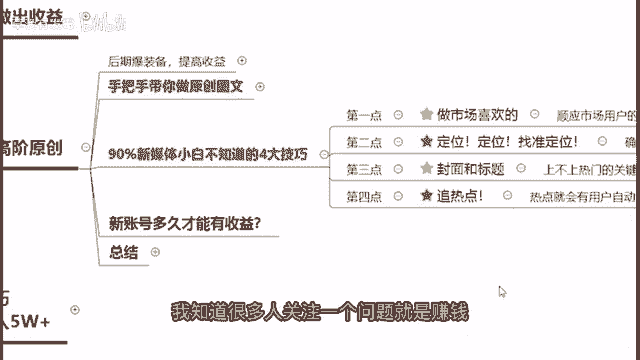 做出收益
后期爆装备，提高收益
手把手带你做原创图文
高阶原创
90%新媒体小白不知道的4大技巧
第一点 做市场喜欢的 顺应市场用户的
第二点 定位！定位！找准定位！ 确
第三点 封面和标题 上不上热门的关键
第四点 追热点！ 热点就会有用户自动
新账号多久才能有收益？
总结
5W+
我知道很多人关注一个问题就是赚钱